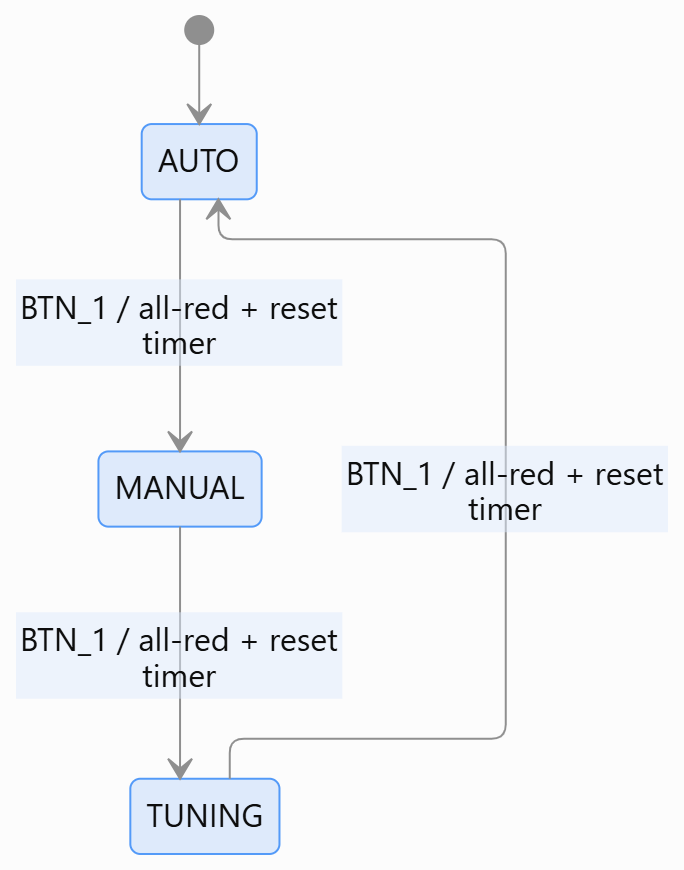 AUTO
BTN_1 / all-red + reset
timer
MANUAL
BTN_1 / all-red + reset
timer
BTN_1 / all-red + reset
timer
TUNING